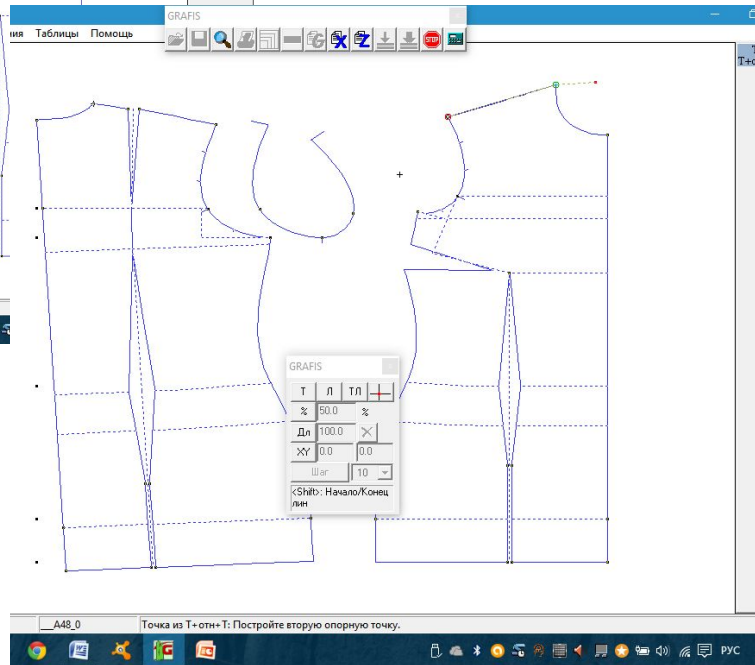 GRAFIS
ия Таблицы Помощь
T+c
GRAFIS
Т Л ТЛ
% 50.0 %
Дл 100.0
XY 0.0 0.0
Шаг 10
<Shift>: Начало/Конец
лин
__A48_0 Точка из Т+отн+Т: Постройте вторую опорную точку.
РУС